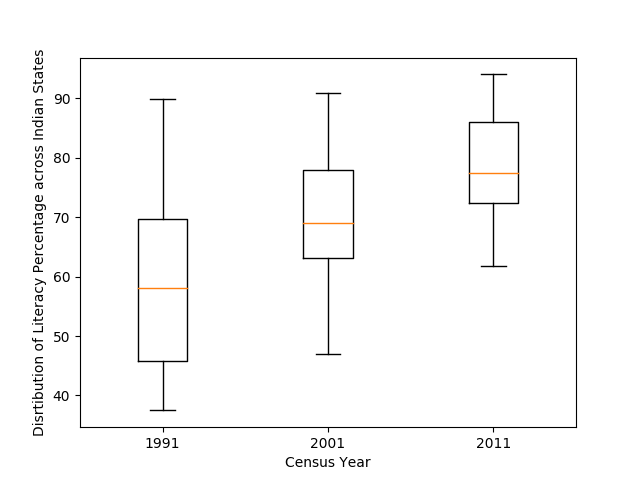 Disrtibution of Literacy Percentage across Indian States
90
80
70
60
50
40
1991 2001 2011
Census Year